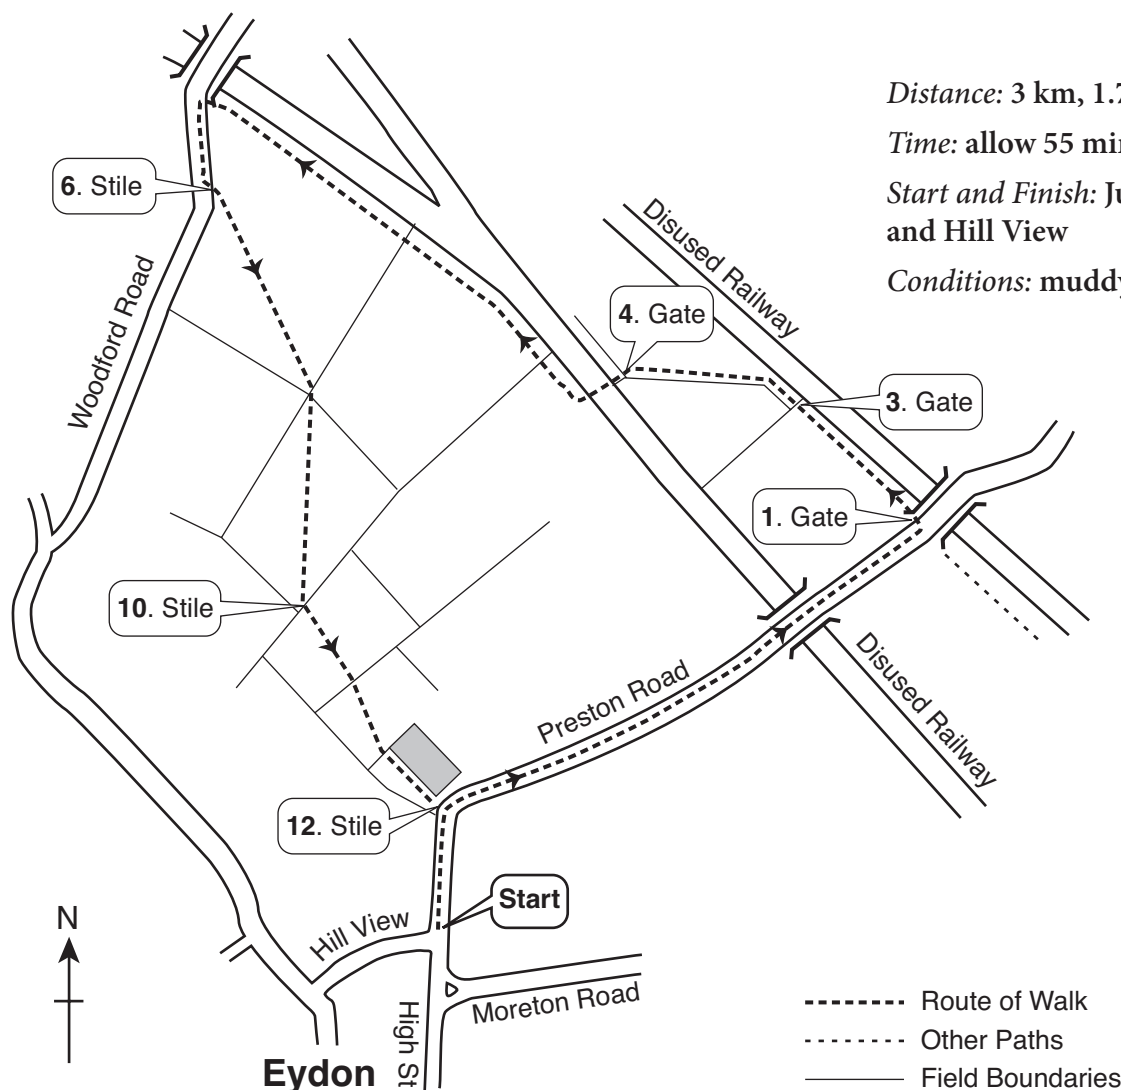 Distance: 3 km, 1.7
Time: allow 55 min
Start and Finish: Ju
and Hill View
Conditions: muddy
6. Stile
Disused Railway
4. Gate
Woodford Road
3. Gate
1. Gate
10. Stile
Disused Railway
Preston Road
12. Stile
Start
N
Hill View
Moreton Road
High St
Eydon
Route of Walk
Other Paths
Field Boundaries